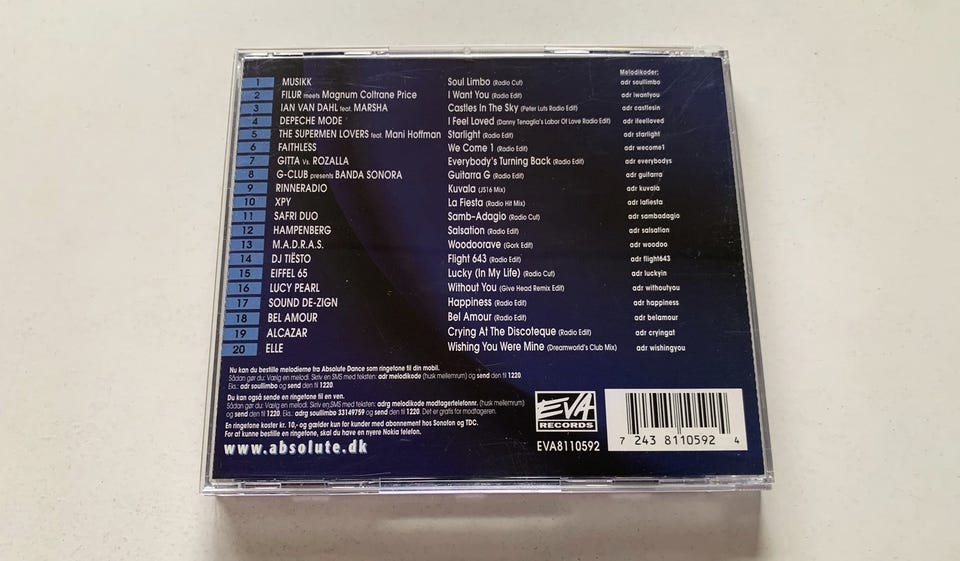 Melodikoder:
1 MUSIKK Soul Limbo (Radio Cut) adr soullimbo
2 FILUR meets Magnum Coltrane Price I Want You (Radio Edit) adr iwantyou
3 IAN VAN DAHL feat. MARSHA Castles In The Sky (Peter Luts Radio Edit) adr castlesin
4 DEPECHE MODE I Feel Loved (Danny Tenaglia's Labor Of Love Radio Edit) adr ifeelloved
5 THE SUPERMEN LOVERS feat. Mani Hoffman Starlight (Radio Edit) adr starlight
6 FAITHLESS We Come 1 (Radio Edit) adr wecome1
7 GITTA vs. ROZALLA Everybody's Turning Back (Radio Edit) adr everybodys
8 G-CLUB presents BANDA SONORA Guitarra G (Radio Edit) adr guitarra
9 RINNERADIO Kuvala (JS16 Mix) adr kuvala
10 XPY La Fiesta (Radio Hit Mix) adr lafiesta
11 SAFRI DUO Samb-Adagio (Radio Cut) adr sambadagio
12 HAMPENBERG Salsation (Radio Edit) adr salsation
13 M.A.D.R.A.S. Woodoorave (Gork Edit) adr woodoo
14 DJ TIËSTO Flight 643 (Radio Edit) adr flight643
15 EIFFEL 65 Lucky (In My Life) (Radio Cut) adr luckyin
16 LUCY PEARL Without You (Give Head Remix Edit) adr withoutyou
17 SOUND DE-ZIGN Happiness (Radio Edit) adr happiness
18 BEL AMOUR Bel Amour (Radio Edit) adr belamour
19 ALCAZAR Crying At The Discoteque (Radio Edit) adr cryingat
20 ELLE Wishing You Were Mine (Dreamworld's Club Mix) adr wishingyou
Nu kan du bestille melodierne fra Absolute Dance som ringetone til din mobil.
Sådan gør du: Vælg en melodi. Skriv en SMS med teksten: adr melodikode (husk mellemrum) og send den til 1220.
Eks.: adr soullimbo og send den til 1220.
Du kan også sende en ringetone til en ven.
Sådan gør du: Vælg en melodi. Skriv en SMS med teksten: adrg melodikode modtagertelefonnr. (husk mellemrum)
og send den til 1220. Eks. adrg soullimbo 33149759 og send den til 1220. Det er gratis for modtageren.
En ringetone koster kr. 10,- og gælder kun for kunder med abonnement hos Sonofon og TDC.
For at kunne bestille en ringetone, skal du have en nyere Nokia telefon.
www.absolute.dk
EVA
RECORDS
EVA8110592
7 243 8110592 4